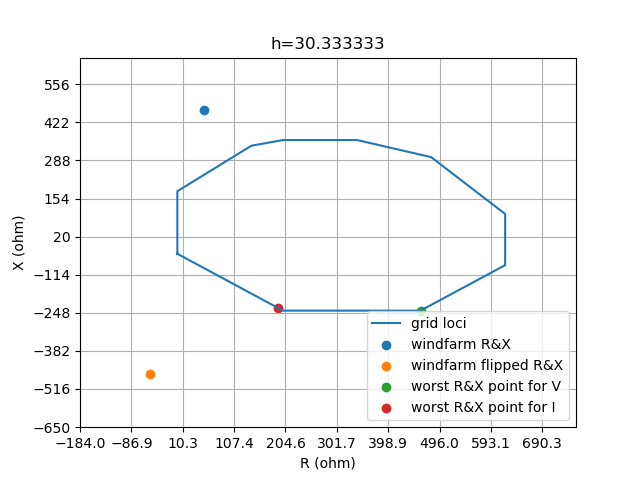 h=30.333333
556
422
288
154
20
−114
−248
−382
−516
−650
X (ohm)
grid loci
windfarm R&X
windfarm flipped R&X
worst R&X point for V
worst R&X point for I
−184.0 −86.9 10.3 107.4 204.6 301.7 398.9 496.0 593.1 690.3
R (ohm)